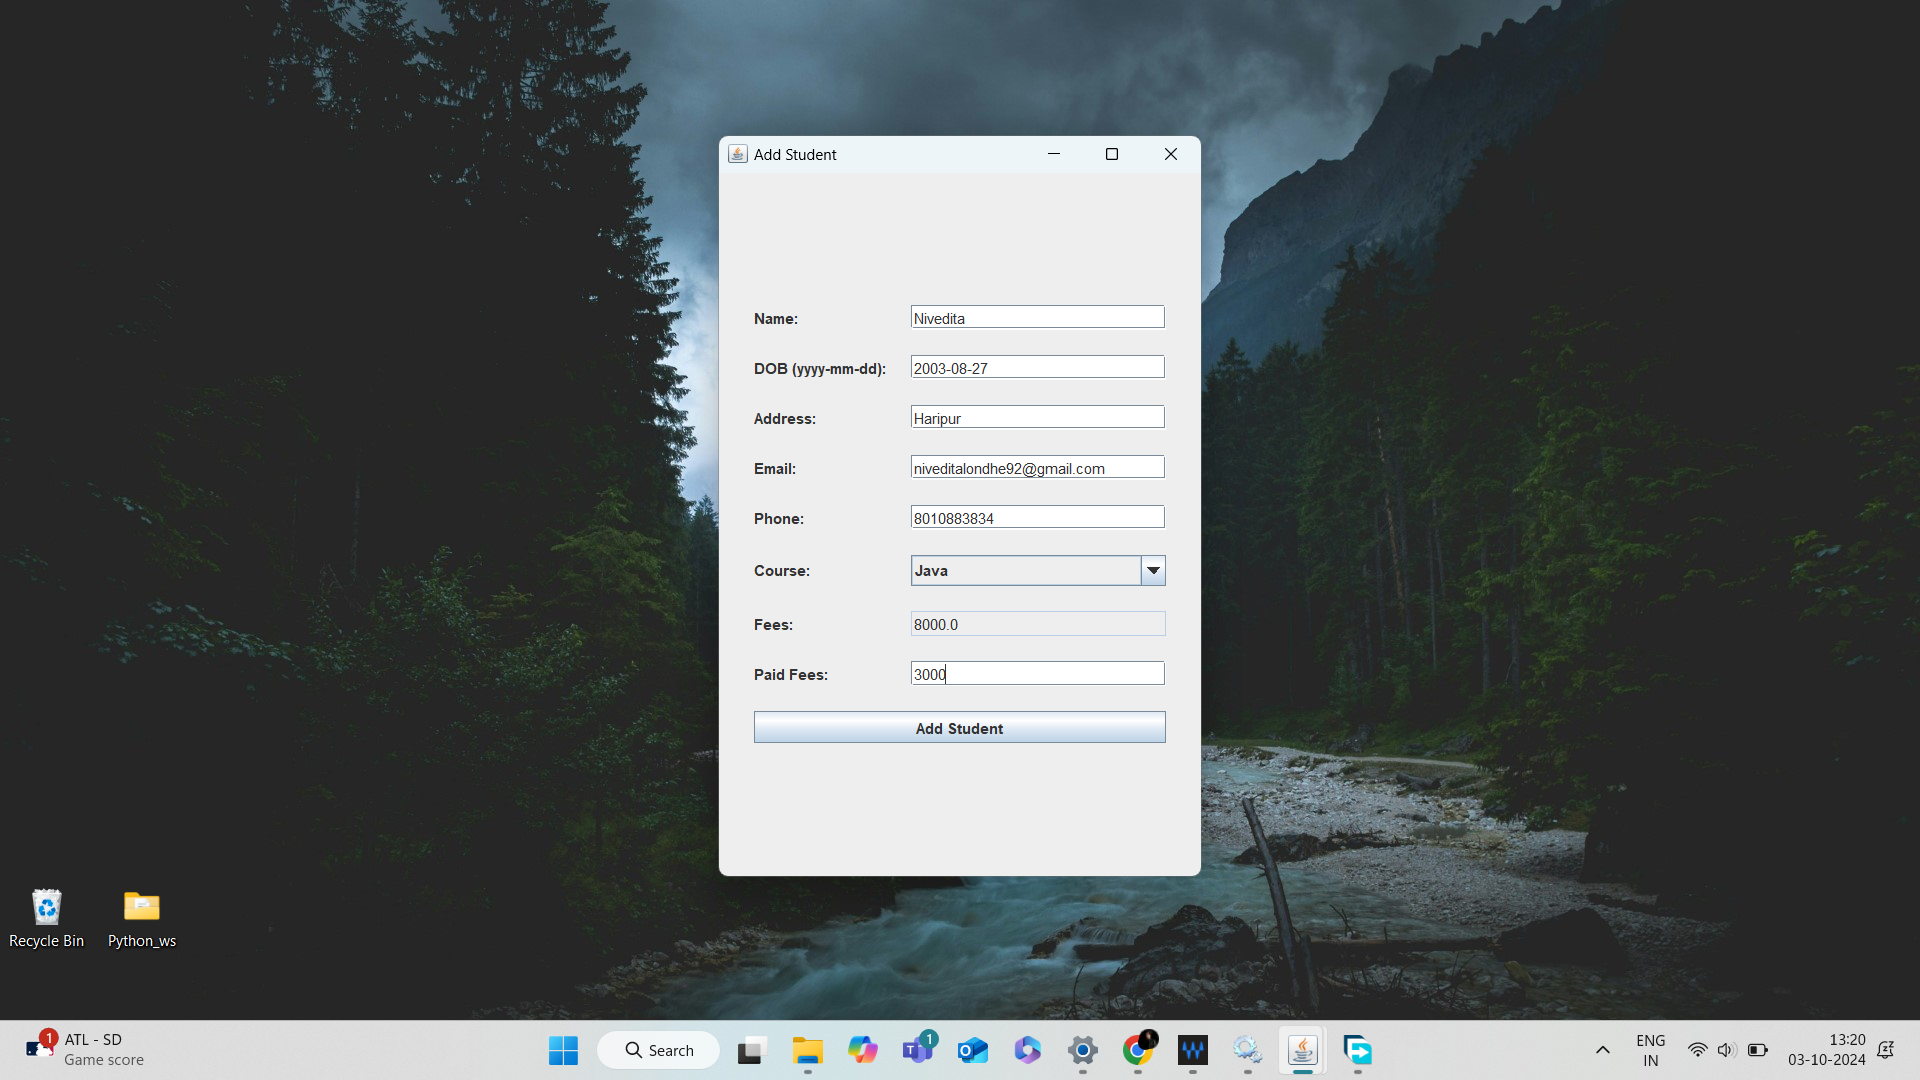 Add Student
Name: Nivedita
DOB (yyyy-mm-dd): 2003-08-27
Address: Haripur
Email: niveditalondhe92@gmail.com
Phone: 8010883834
Course: Java
Fees: 8000.0
Paid Fees: 3000
Add Student
Recycle Bin
Python_ws
1
ATL - SD
Game score
Search
1
ENG
IN
13:20
03-10-2024